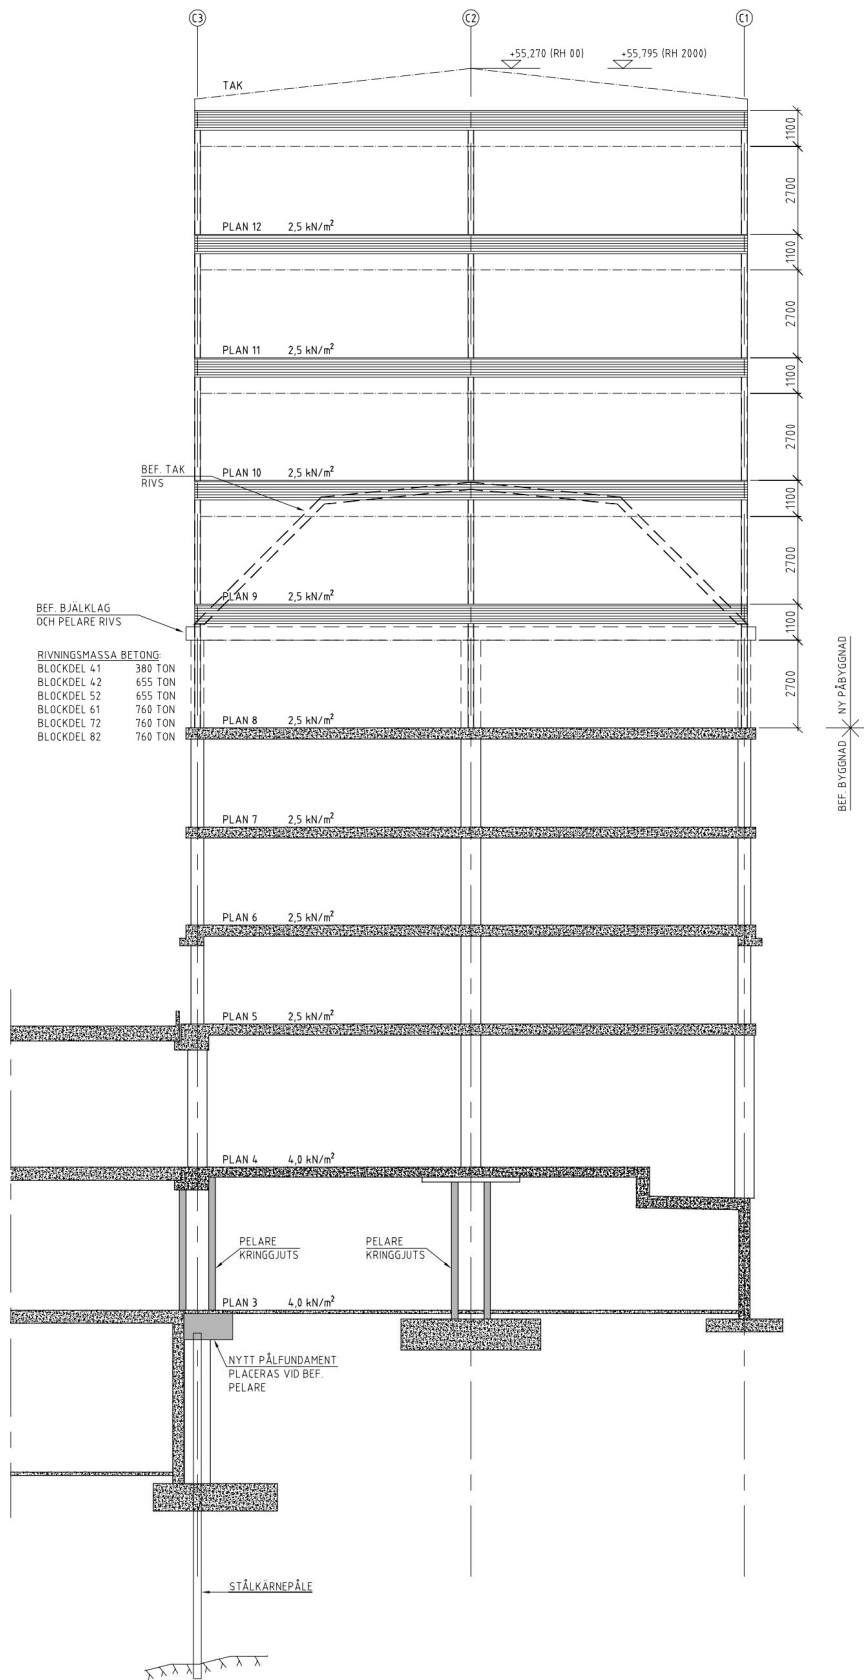 C3
C2
C1
+55,270 (RH 00)
+55,795 (RH 2000)
TAK
1100
2700
PLAN 12 2,5 kN/m²
1100
2700
PLAN 11 2,5 kN/m²
1100
2700
BEF. TAK
RIVS
PLAN 10 2,5 kN/m²
1100
2700
PLAN 9 2,5 kN/m²
BEF. BJÄLKLAG
OCH PELARE RIVS
1100
2700
RIVNINGSMASSA BETONG:
BLOCKDEL 41 380 TON
BLOCKDEL 42 655 TON
BLOCKDEL 52 655 TON
BLOCKDEL 61 760 TON
BLOCKDEL 72 760 TON
BLOCKDEL 82 760 TON
NY PÅBYGGNAD
BEF. BYGGNAD
PLAN 8 2,5 kN/m²
PLAN 7 2,5 kN/m²
PLAN 6 2,5 kN/m²
PLAN 5 2,5 kN/m²
PLAN 4 4,0 kN/m²
PELARE
KRINGGJUTS
PELARE
KRINGGJUTS
PLAN 3 4,0 kN/m²
NYTT PÅLFUNDAMENT
PLACERAS VID BEF.
PELARE
STÅLKÄRNEPÅLE